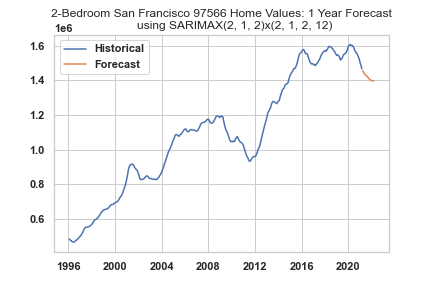 2-Bedroom San Francisco 97566 Home Values: 1 Year Forecast
using SARIMAX(2, 1, 2)x(2, 1, 2, 12)
1e6
Historical
Forecast
1.6
1.4
1.2
1.0
0.8
0.6
1996 2000 2004 2008 2012 2016 2020